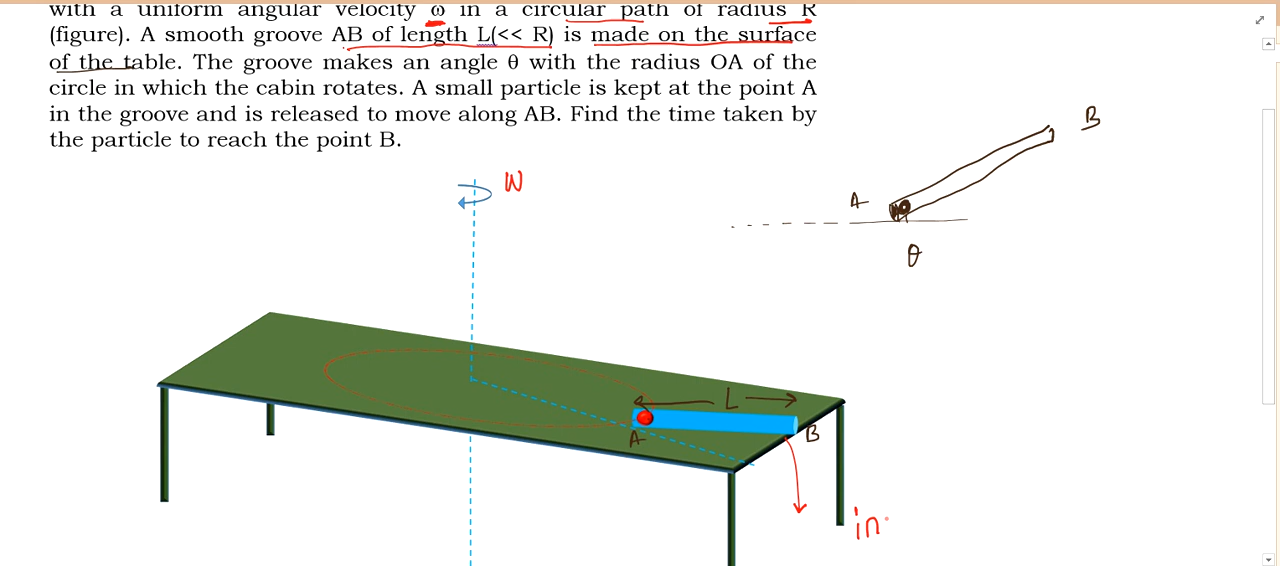 with a uniform angular velocity ω in a circular path of radius R
(figure). A smooth groove AB of length L(<< R) is made on the surface
of the table. The groove makes an angle θ with the radius OA of the
circle in which the cabin rotates. A small particle is kept at the point A
in the groove and is released to move along AB. Find the time taken by
the particle to reach the point B.
B
A
θ
W
L
A
B
in